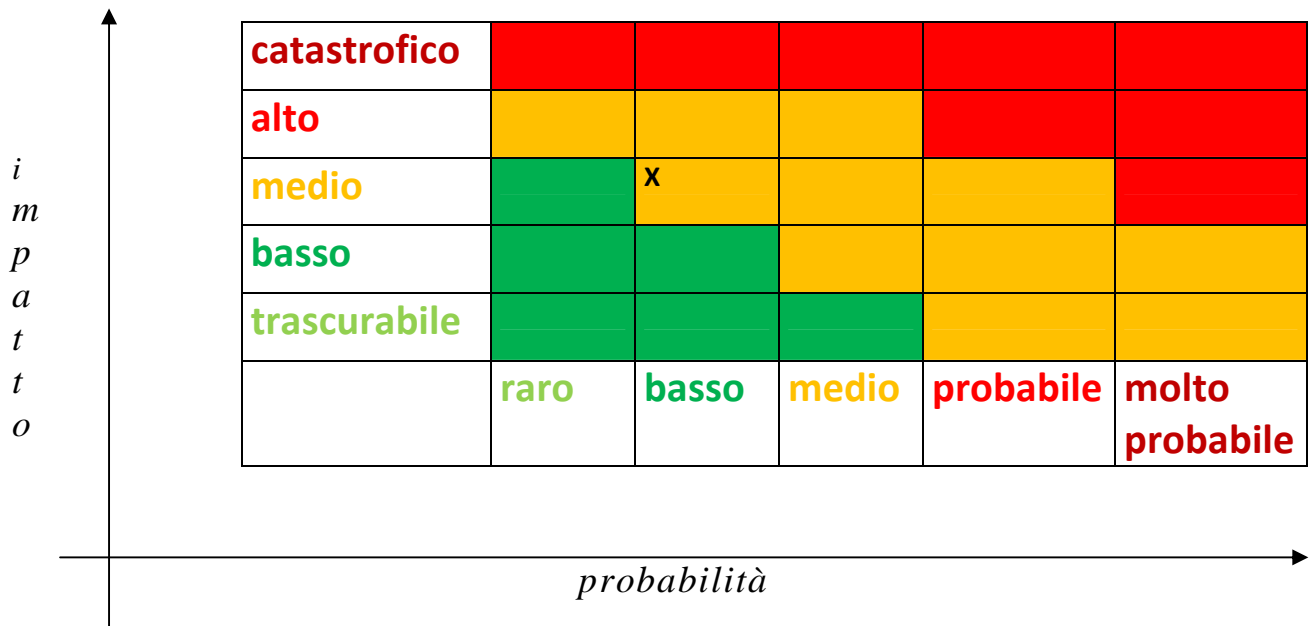 catastrofico
alto
medio
x
basso
trascurabile
raro basso medio probabile molto
probabile
i
m
p
a
t
t
o
probabilità